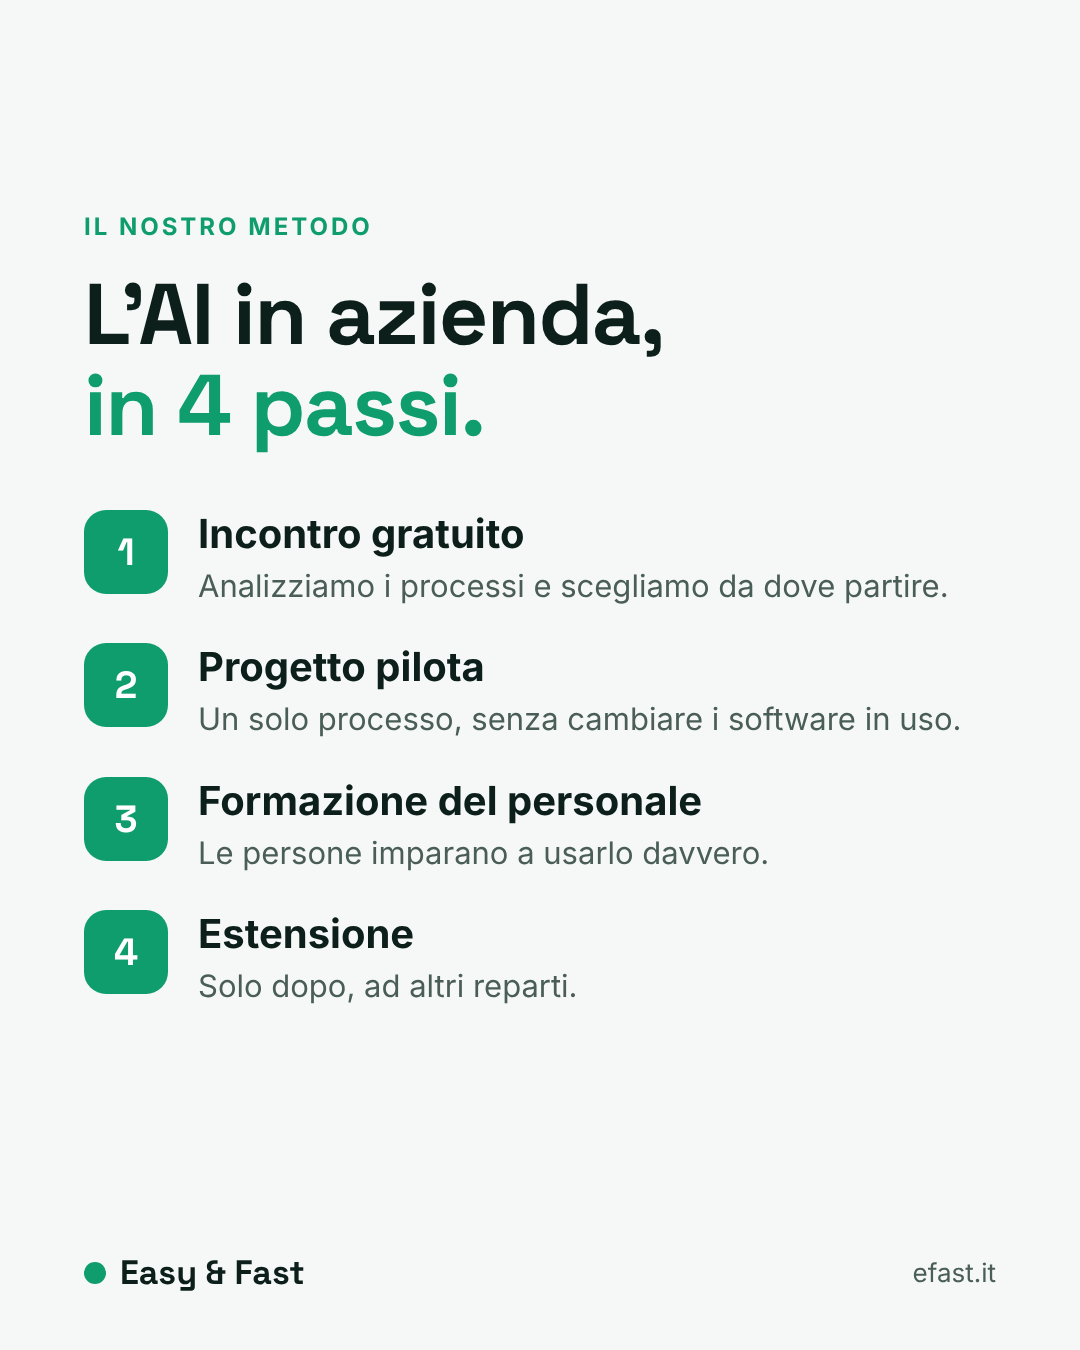 IL NOSTRO METODO
L’AI in azienda,
in 4 passi.
1
Incontro gratuito
Analizziamo i processi e scegliamo da dove partire.
2
Progetto pilota
Un solo processo, senza cambiare i software in uso.
3
Formazione del personale
Le persone imparano a usarlo davvero.
4
Estensione
Solo dopo, ad altri reparti.
Easy & Fast
efast.it